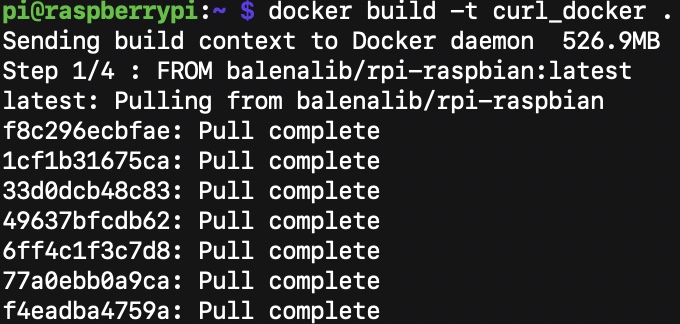 pi@raspberrypi:~ $ docker build -t curl_docker .
Sending build context to Docker daemon  526.9MB
Step 1/4 : FROM balenalib/rpi-raspbian:latest
latest: Pulling from balenalib/rpi-raspbian
f8c296ecbfae: Pull complete
1cf1b31675ca: Pull complete
33d0dcb48c83: Pull complete
49637bfcdb62: Pull complete
6ff4c1f3c7d8: Pull complete
77a0ebb0a9ca: Pull complete
f4eadba4759a: Pull complete